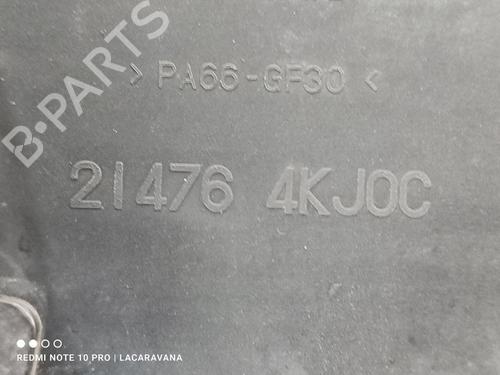 B-PARTS
> PA66-GF30 <
21476 4KJ0C
REDMI NOTE 10 PRO | LACARAVANA